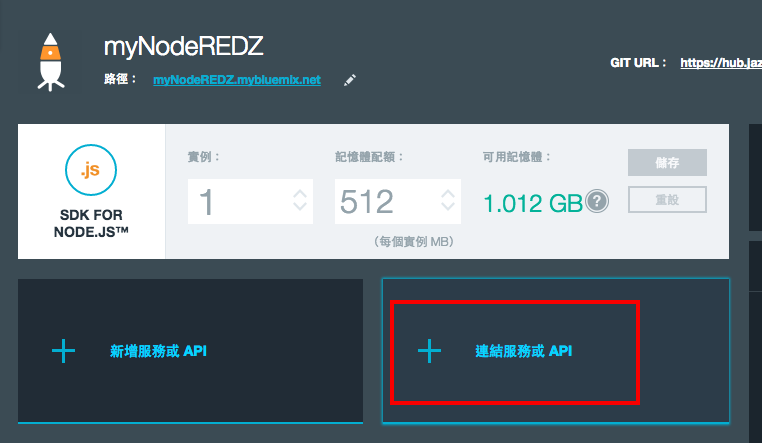 myNodeREDZ
路徑： myNodeREDZ.mybluemix.net
GIT URL： https://hub.jaz
.js
SDK FOR
NODE.JS™
實例： 記憶體配額： 可用記憶體： 儲存
1 512 1.012 GB ? 重設
（每個實例 MB）
新增服務或 API 連結服務或 API